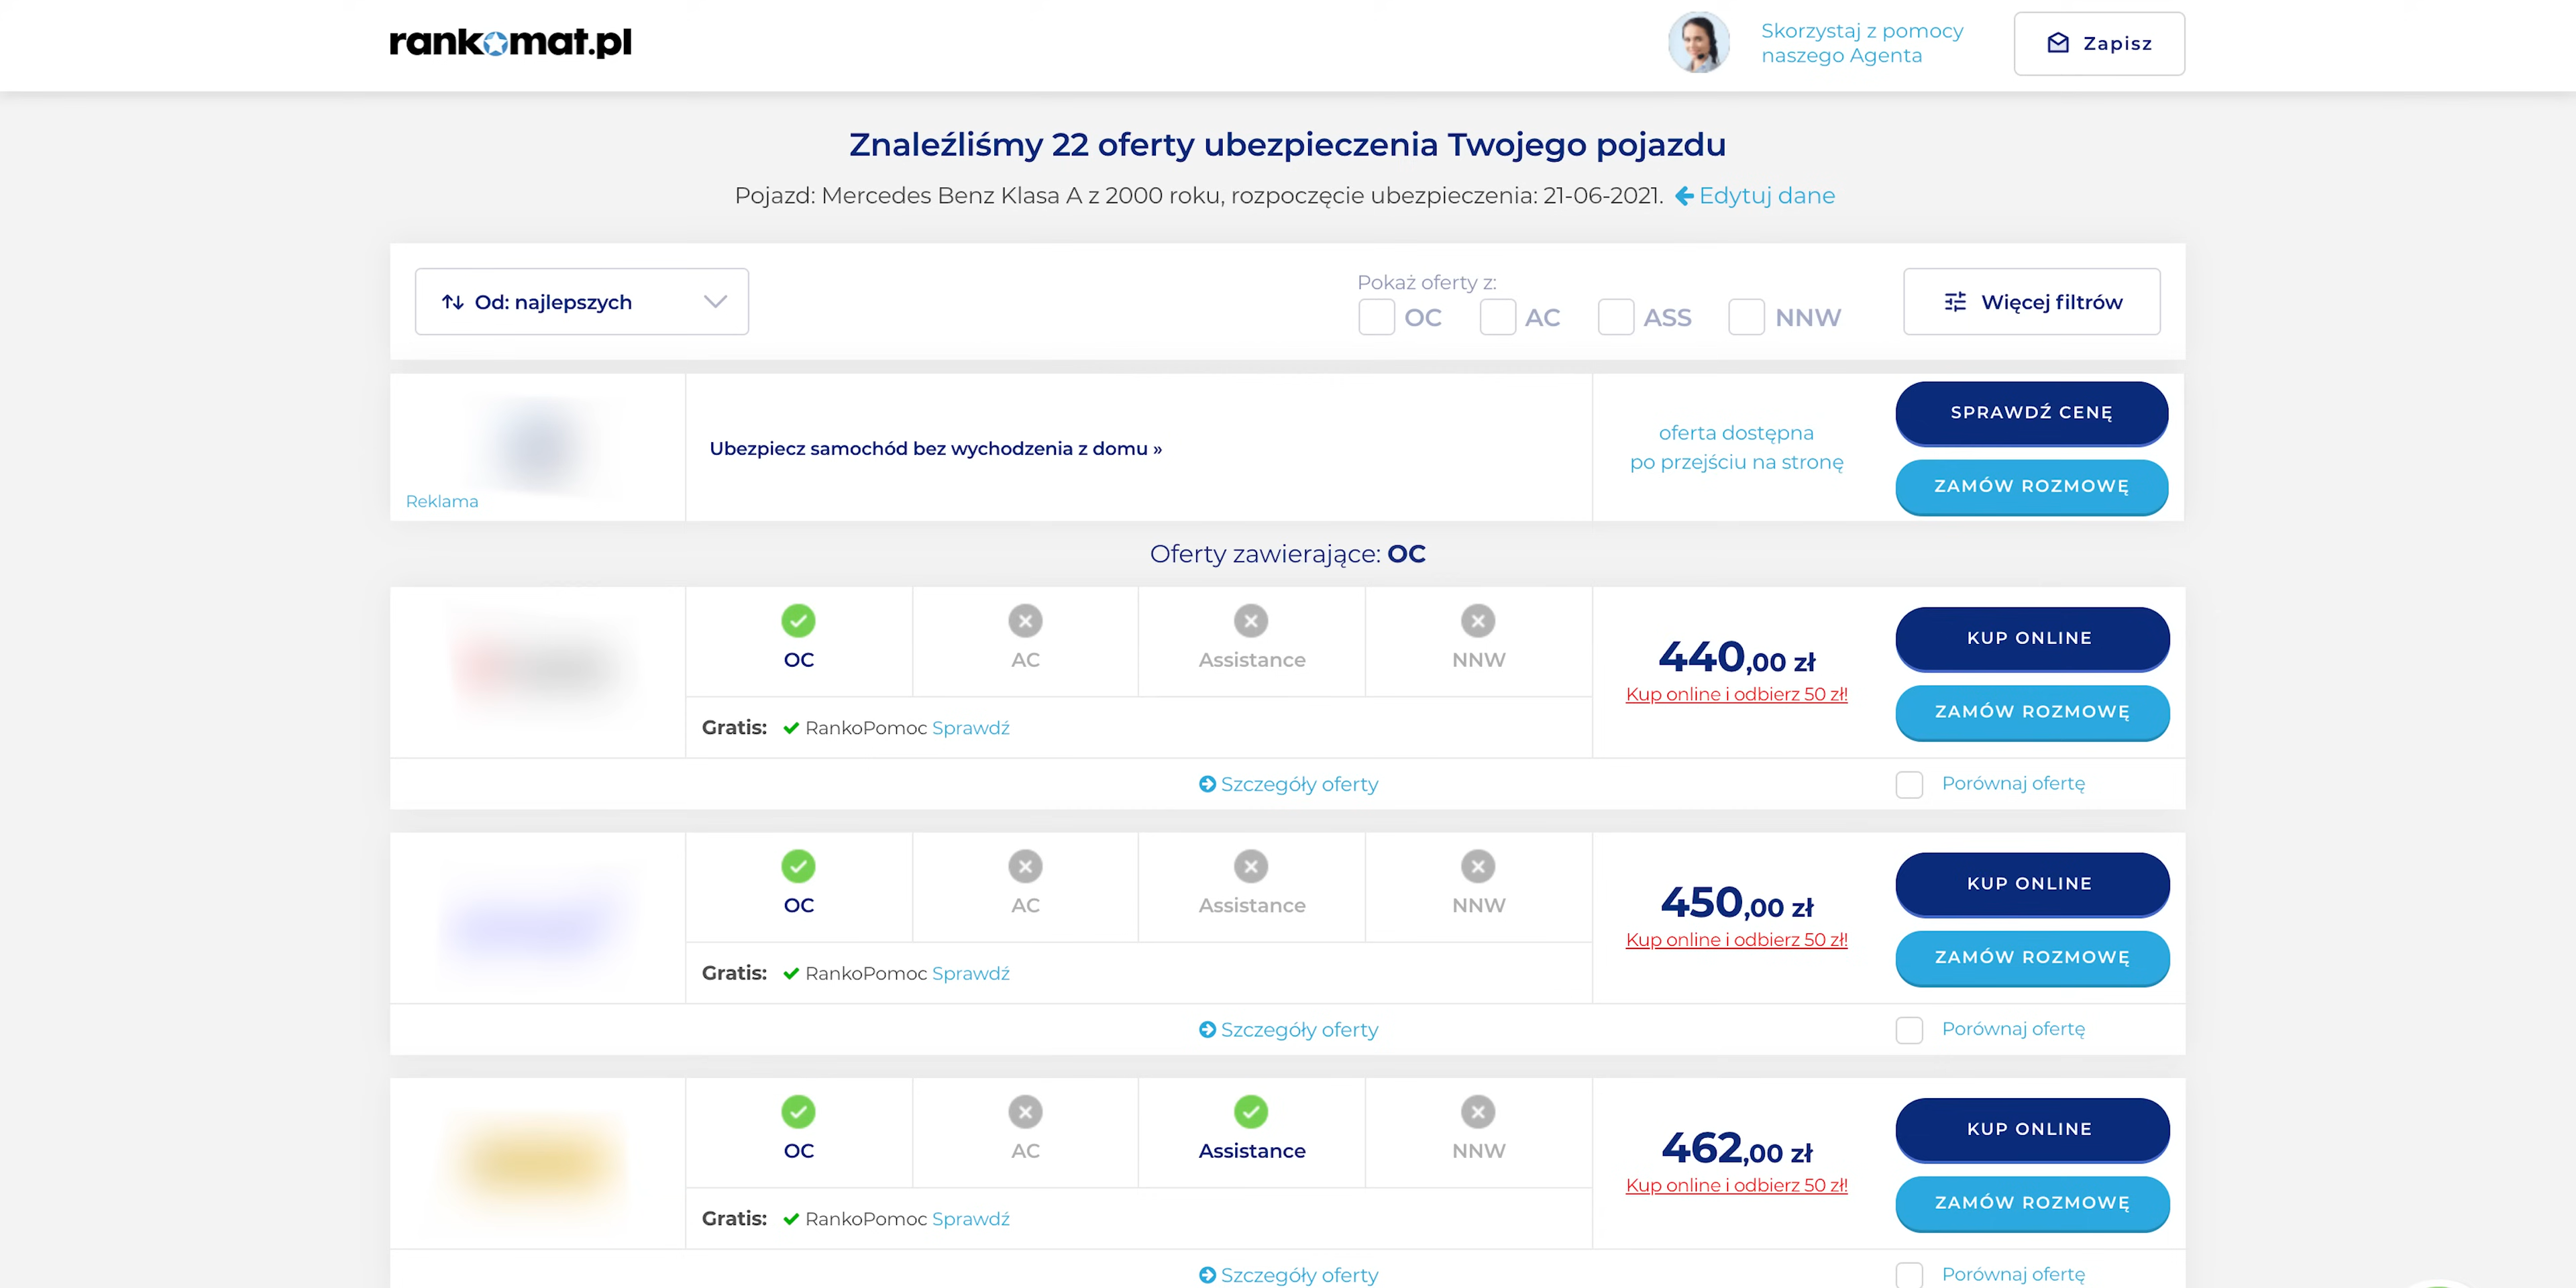 rankomat.pl
Skorzystaj z pomocy
naszego Agenta
Zapisz
Znaleźliśmy 22 oferty ubezpieczenia Twojego pojazdu
Pojazd: Mercedes Benz Klasa A z 2000 roku, rozpoczęcie ubezpieczenia: 21-06-2021. Edytuj dane
Od: najlepszych
Pokaż oferty z:
OC AC ASS NNW
Więcej filtrów
Reklama
Ubezpiecz samochód bez wychodzenia z domu »
oferta dostępna
po przejściu na stronę
SPRAWDŹ CENĘ
ZAMÓW ROZMOWĘ
Oferty zawierające: OC
OC AC Assistance NNW
Gratis: RankoPomoc Sprawdź
440,00 zł
Kup online i odbierz 50 zł!
KUP ONLINE
ZAMÓW ROZMOWĘ
Szczegóły oferty
Porównaj ofertę
OC AC Assistance NNW
Gratis: RankoPomoc Sprawdź
450,00 zł
Kup online i odbierz 50 zł!
KUP ONLINE
ZAMÓW ROZMOWĘ
Szczegóły oferty
Porównaj ofertę
OC AC Assistance NNW
Gratis: RankoPomoc Sprawdź
462,00 zł
Kup online i odbierz 50 zł!
KUP ONLINE
ZAMÓW ROZMOWĘ
Szczegóły oferty
Porównaj ofertę